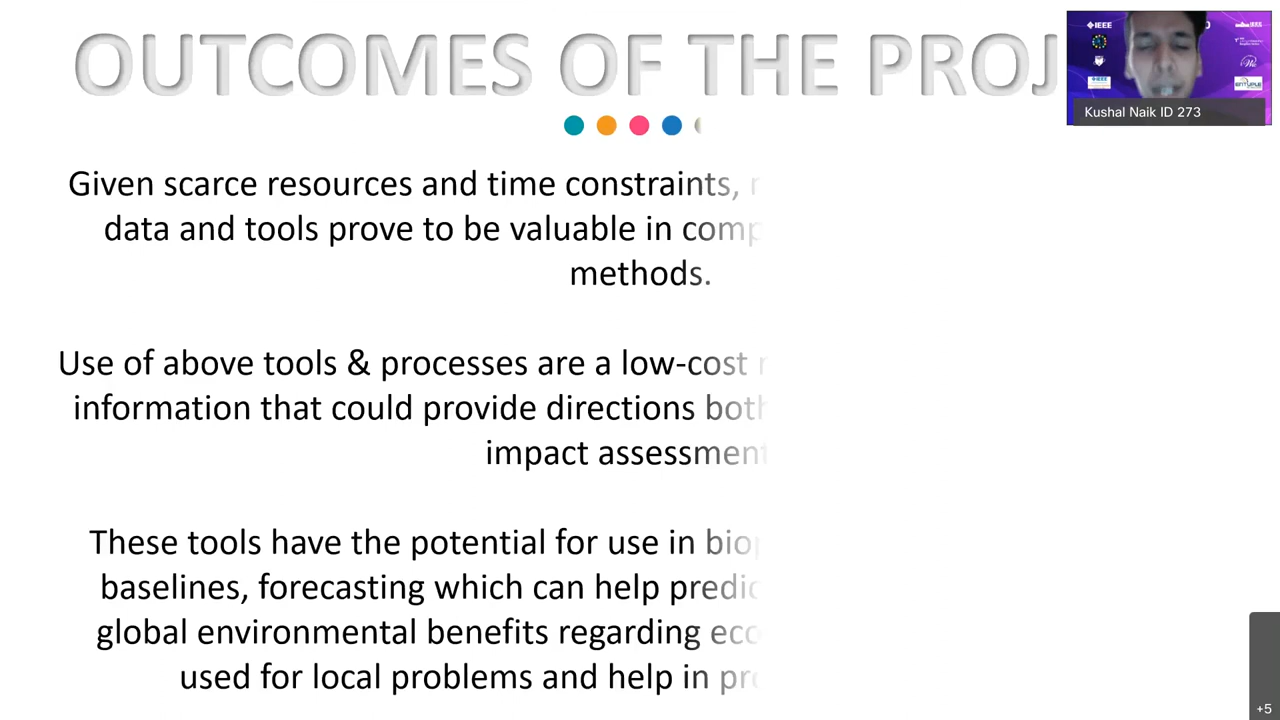 OUTCOMES OF THE PROJ
Given scarce resources and time constraints,
data and tools prove to be valuable in comp
methods.
Use of above tools & processes are a low-cost
information that could provide directions both
impact assessment
These tools have the potential for use in biop
baselines, forecasting which can help predic
global environmental benefits regarding eco
used for local problems and help in pro
IEEE
IEEE
Kushal Naik ID 273
+5